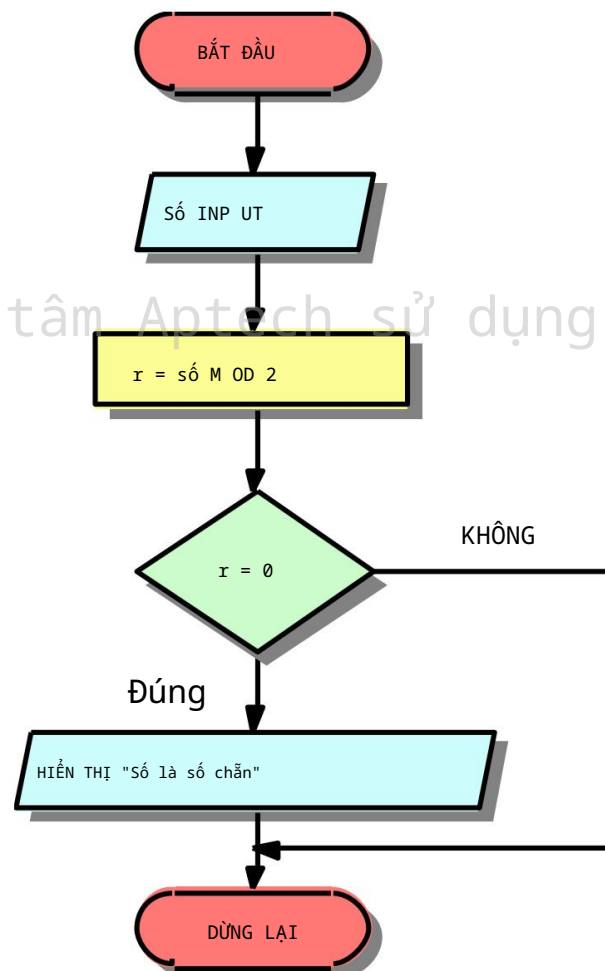 BẮT ĐẦU
Số INP UT
tâm Aptech sử dụng
r = số M OD 2
KHÔNG
r = 0
Đúng
HIỂN THỊ "Số là số chẵn"
DỪNG LẠI